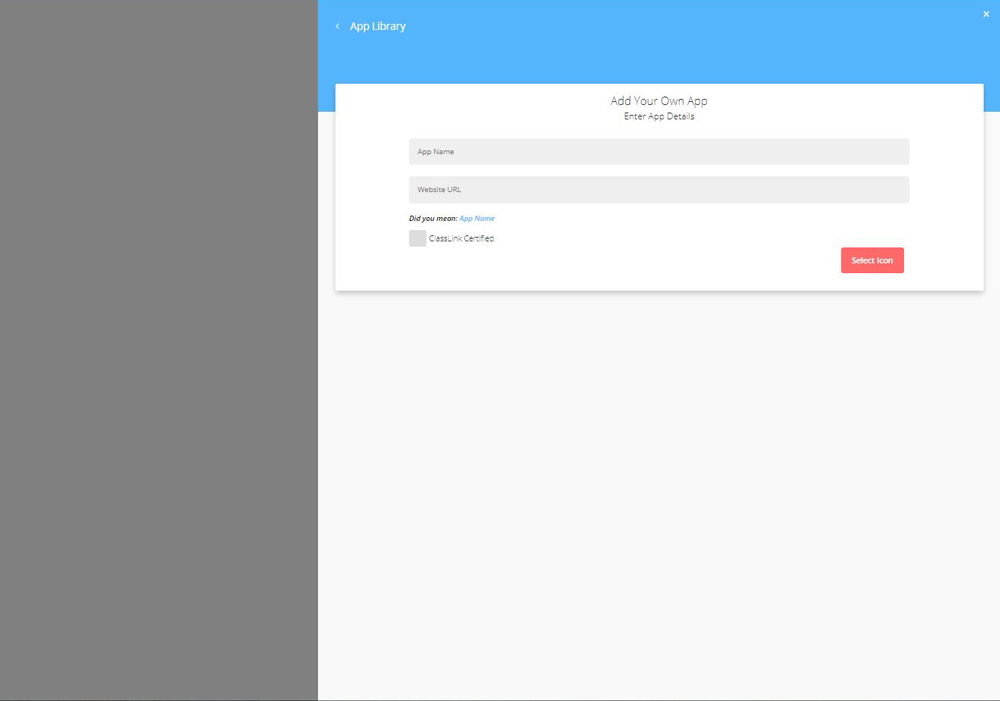 ‹ App Library
x
Add Your Own App
Enter App Details
App Name
Website URL
Did you mean: App Name
ClassLink Certified
Select Icon